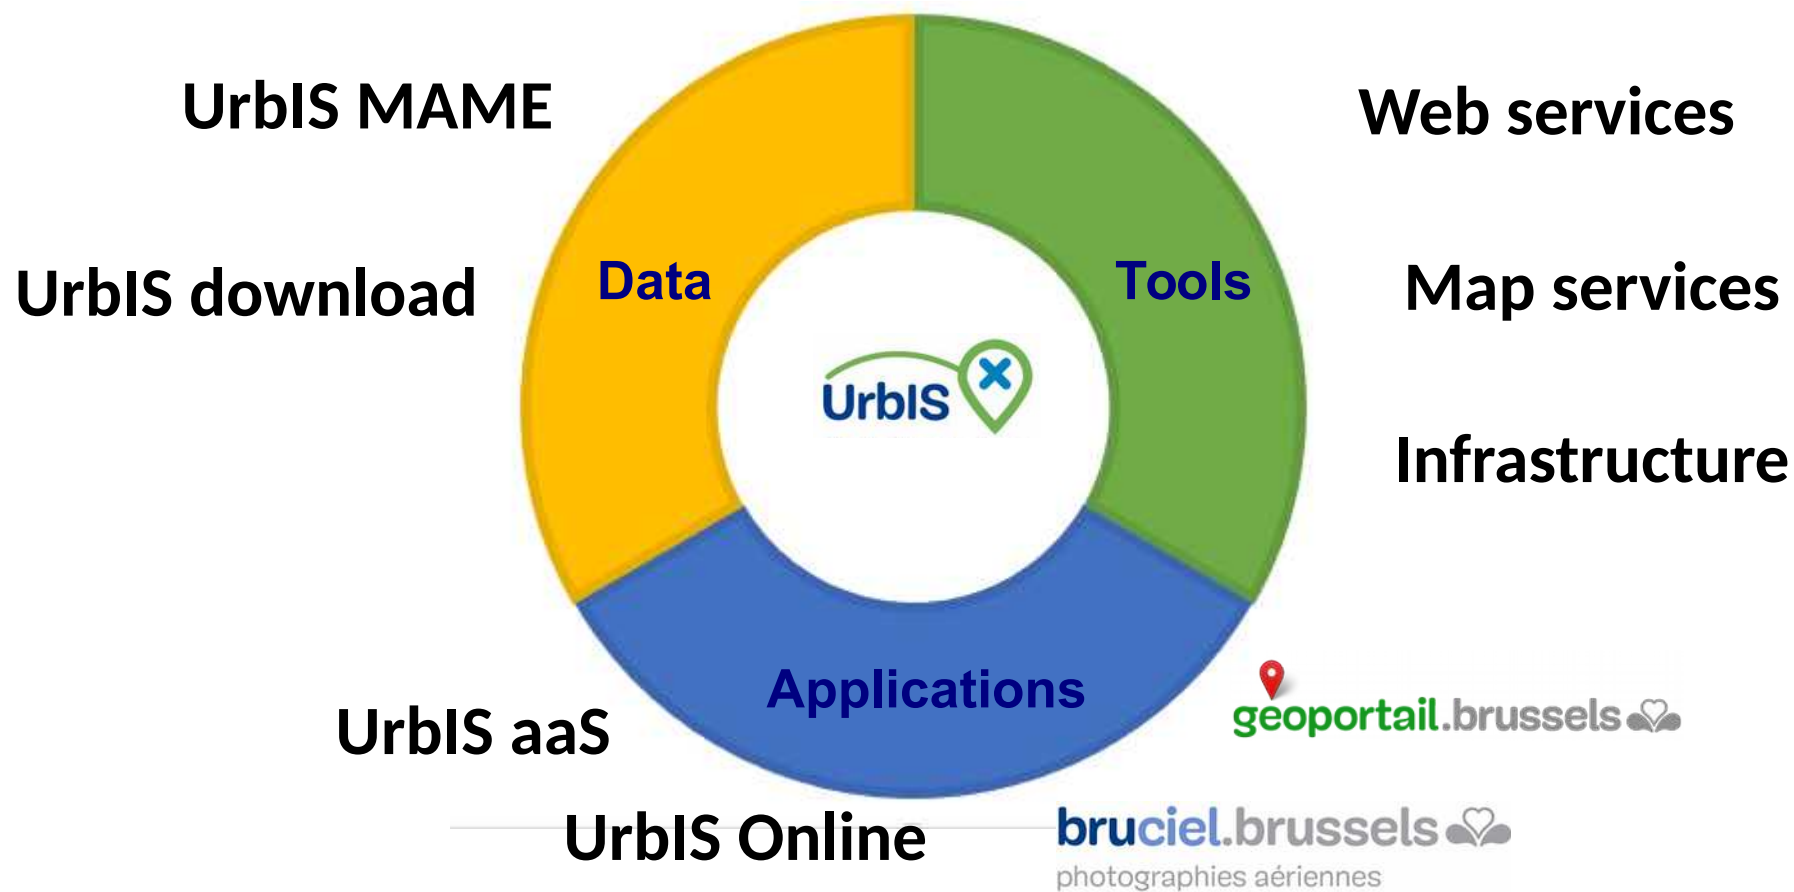 UrbIS MAME
Web services
UrbIS download
Data
Tools
Map services
UrbIS
Infrastructure
Applications
UrbIS aaS
geoportail.brussels
UrbIS Online
bruciel.brussels
photographies aériennes